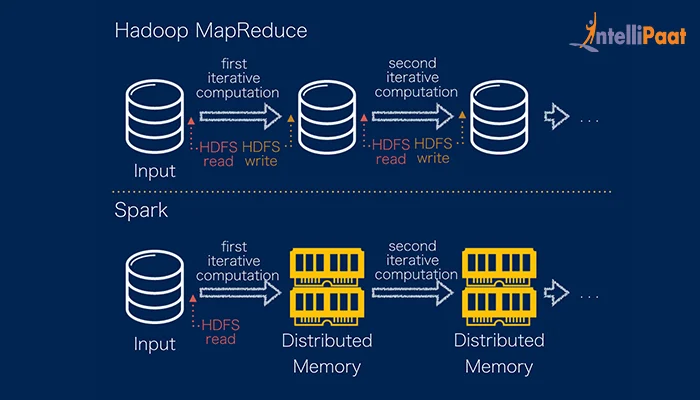 Hadoop MapReduce
IntelliPaat
first
iterative
computation
second
iterative
computation
...
HDFS
read
HDFS
write
HDFS
read
HDFS
write
Input
Spark
first
iterative
computation
second
iterative
computation
...
HDFS
read
Input
Distributed
Memory
Distributed
Memory